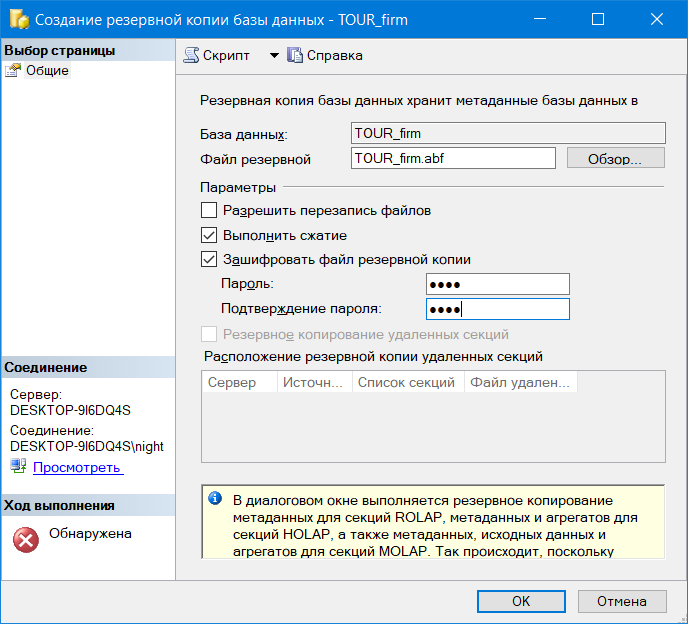 Создание резервной копии базы данных - TOUR_firm
Выбор страницы
Общие
Скрипт
Справка
Резервная копия базы данных хранит метаданные базы данных в
База данных:
TOUR_firm
Файл резервной
TOUR_firm.abf
Обзор...
Параметры
Разрешить перезапись файлов
Выполнить сжатие
Зашифровать файл резервной копии
Пароль:
●●●●
Подтверждение пароля:
●●●●
Резервное копирование удаленных секций
Расположение резервной копии удаленных секций
Сервер
Источн...
Список секций
Файл удален...
Соединение
Сервер:
DESKTOP-9I6DQ4S
Соединение:
DESKTOP-9I6DQ4S\night
Просмотреть
Ход выполнения
Обнаружена
В диалоговом окне выполняется резервное копирование
метаданных для секций ROLAP, метаданных и агрегатов для
секций HOLAP, а также метаданных, исходных данных и
агрегатов для секций MOLAP. Так происходит, поскольку
OK
Отмена